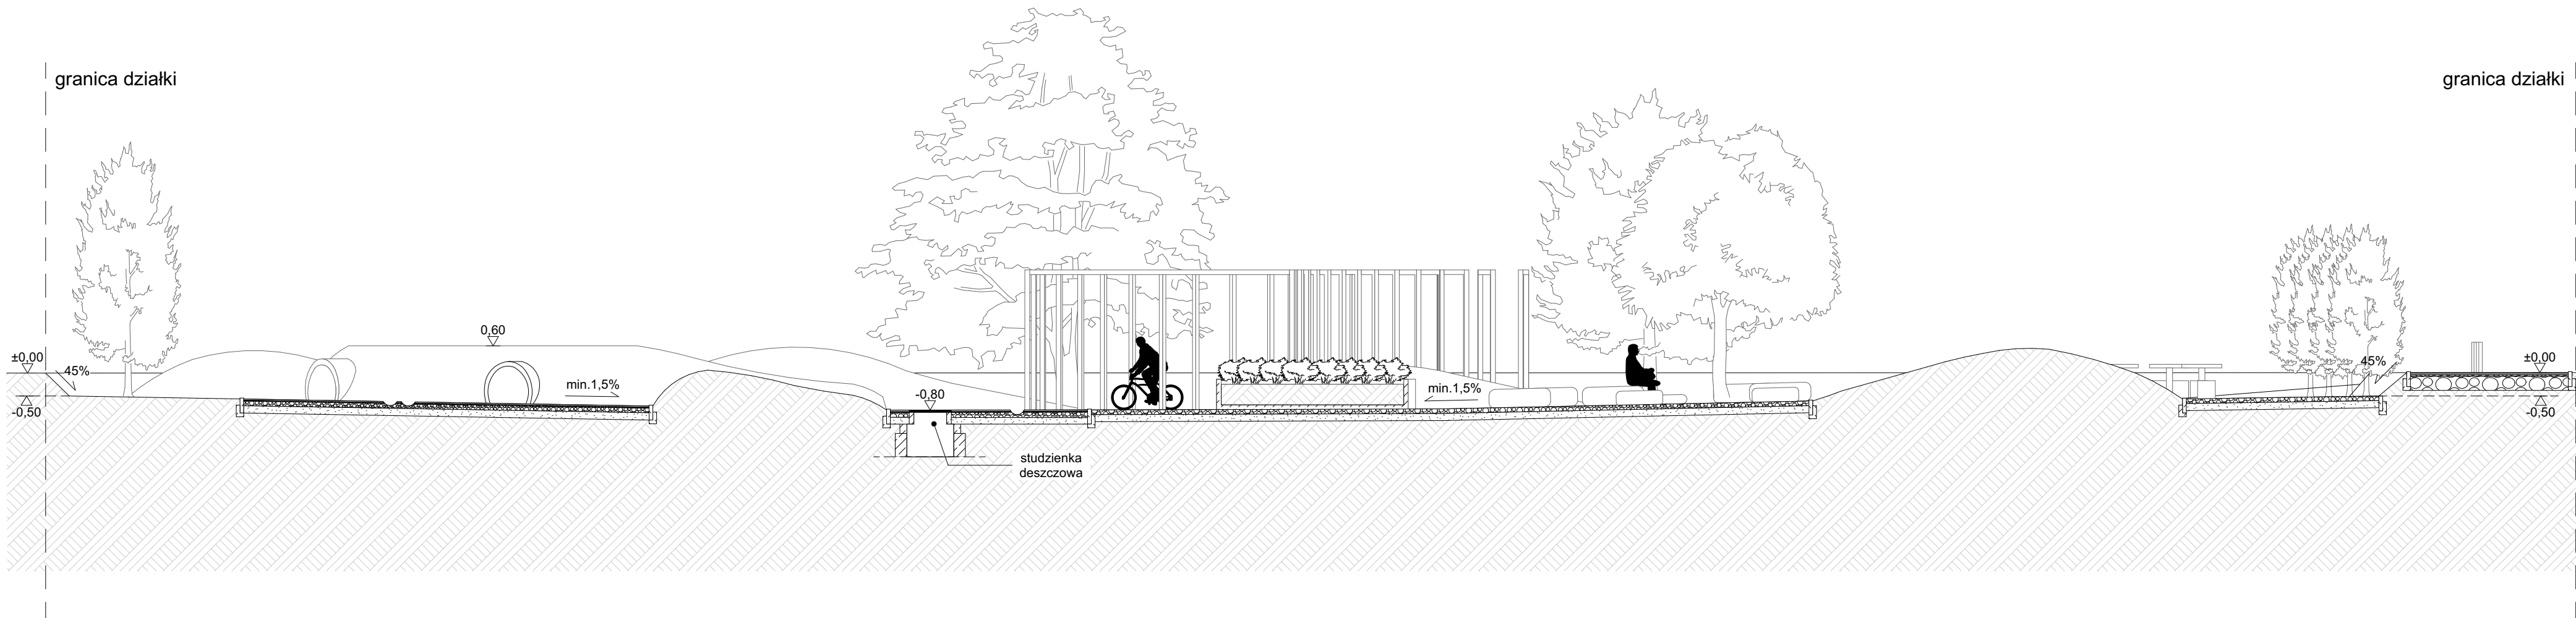 granica działki
granica działki
0,60
±0,00
45%
min.1,5%
-0,50
-0,80
min.1,5%
45%
±0,00
-0,50
studzienka
deszczowa